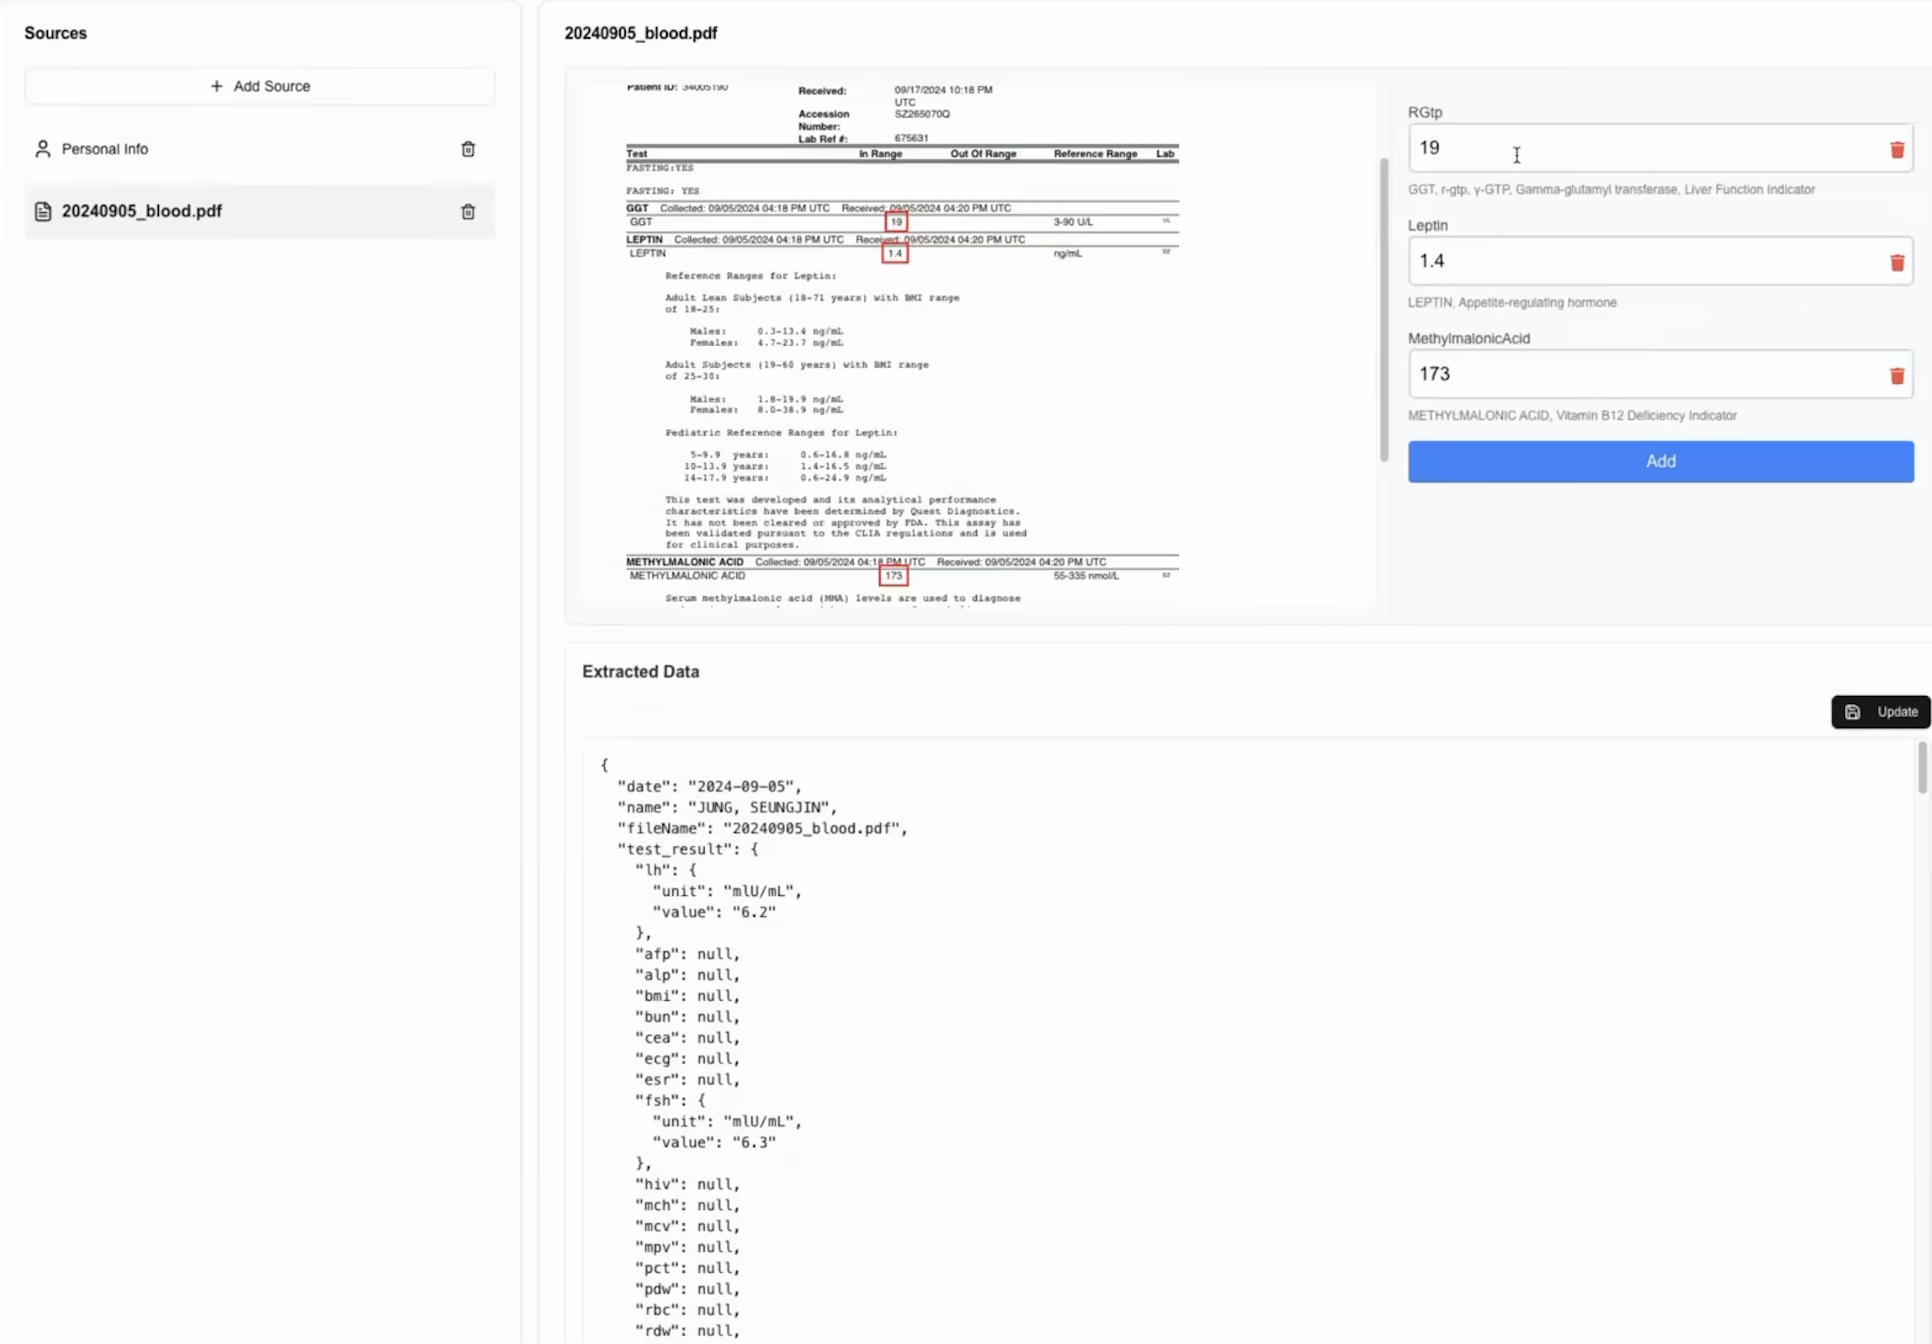 Sources
+ Add Source
Personal Info
20240905_blood.pdf
20240905_blood.pdf
Patient ID: 34005190
Received: 09/17/2024 10:18 PM
UTC
Accession SZ265070Q
Number:
Lab Ref #: 675631
Test In Range Out Of Range Reference Range Lab
FASTING:YES
FASTING: YES
GGT Collected: 09/05/2024 04:18 PM UTC Received: 09/05/2024 04:20 PM UTC
GGT 19 3-90 U/L
LEPTIN Collected: 09/05/2024 04:18 PM UTC Received: 09/05/2024 04:20 PM UTC
LEPTIN 1.4 ng/mL EZ
Reference Ranges for Leptin:
Adult Lean Subjects (18-71 years) with BMI range
of 18-25:
Males: 0.3-13.4 ng/mL
Females: 4.7-23.7 ng/mL
Adult Subjects (19-60 years) with BMI range
of 25-30:
Males: 1.8-19.9 ng/mL
Females: 8.0-38.9 ng/mL
Pediatric Reference Ranges for Leptin:
5-9.9 years: 0.6-16.8 ng/mL
10-13.9 years: 1.4-16.5 ng/mL
14-17.9 years: 0.6-24.9 ng/mL
This test was developed and its analytical performance
characteristics have been determined by Quest Diagnostics.
It has not been cleared or approved by FDA. This assay has
been validated pursuant to the CLIA regulations and is used
for clinical purposes.
METHYLMALONIC ACID Collected: 09/05/2024 04:18 PM UTC Received: 09/05/2024 04:20 PM UTC
METHYLMALONIC ACID 173 55-335 nmol/L EZ
Serum methylmalonic acid (MMA) levels are used to diagnose
RGtp
19
GGT, r-gtp, γ-GTP, Gamma-glutamyl transferase, Liver Function Indicator
Leptin
1.4
LEPTIN, Appetite-regulating hormone
MethylmalonicAcid
173
METHYLMALONIC ACID, Vitamin B12 Deficiency Indicator
Add
Extracted Data
Update
{
"date": "2024-09-05",
"name": "JUNG, SEUNGJIN",
"fileName": "20240905_blood.pdf",
"test_result": {
"lh": {
"unit": "mlU/mL",
"value": "6.2"
},
"afp": null,
"alp": null,
"bmi": null,
"bun": null,
"cea": null,
"ecg": null,
"esr": null,
"fsh": {
"unit": "mlU/mL",
"value": "6.3"
},
"hiv": null,
"mch": null,
"mcv": null,
"mpv": null,
"pct": null,
"pdw": null,
"rbc": null,
"rdw": null,